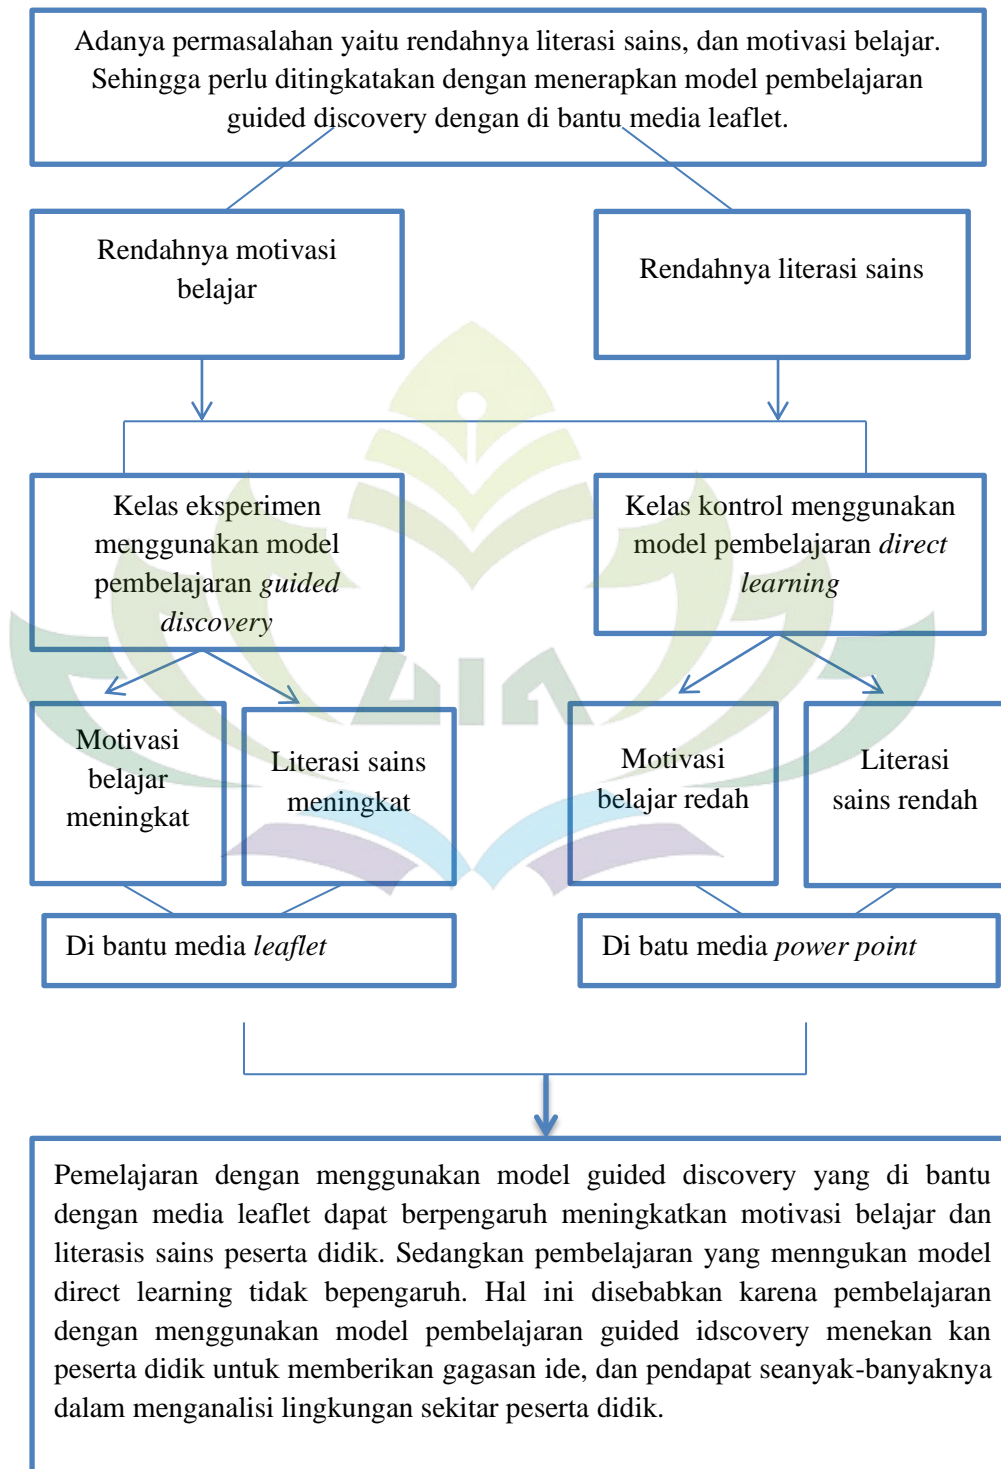 Adanya permasalahan yaitu rendahnya literasi sains, dan motivasi belajar.
Sehingga perlu ditingkatakan dengan menerapkan model pembelajaran
guided discovery dengan di bantu media leaflet.
Rendahnya motivasi
belajar
Rendahnya literasi sains
Kelas eksperimen
menggunakan model
pembelajaran guided
discovery
Kelas kontrol menggunakan
model pembelajaran direct
learning
Motivasi
belajar
meningkat
Literasi sains
meningkat
Motivasi
belajar redah
Literasi
sains rendah
Di bantu media leaflet
Di batu media power point
Pemelajaran dengan menggunakan model guided discovery yang di bantu
dengan media leaflet dapat berpengaruh meningkatkan motivasi belajar dan
literasis sains peserta didik. Sedangkan pembelajaran yang menngukan model
direct learning tidak bepengaruh. Hal ini disebabkan karena pembelajaran
dengan menggunakan model pembelajaran guided idscovery menekan kan
peserta didik untuk memberikan gagasan ide, dan pendapat seanyak-banyaknya
dalam menganalisi lingkungan sekitar peserta didik.